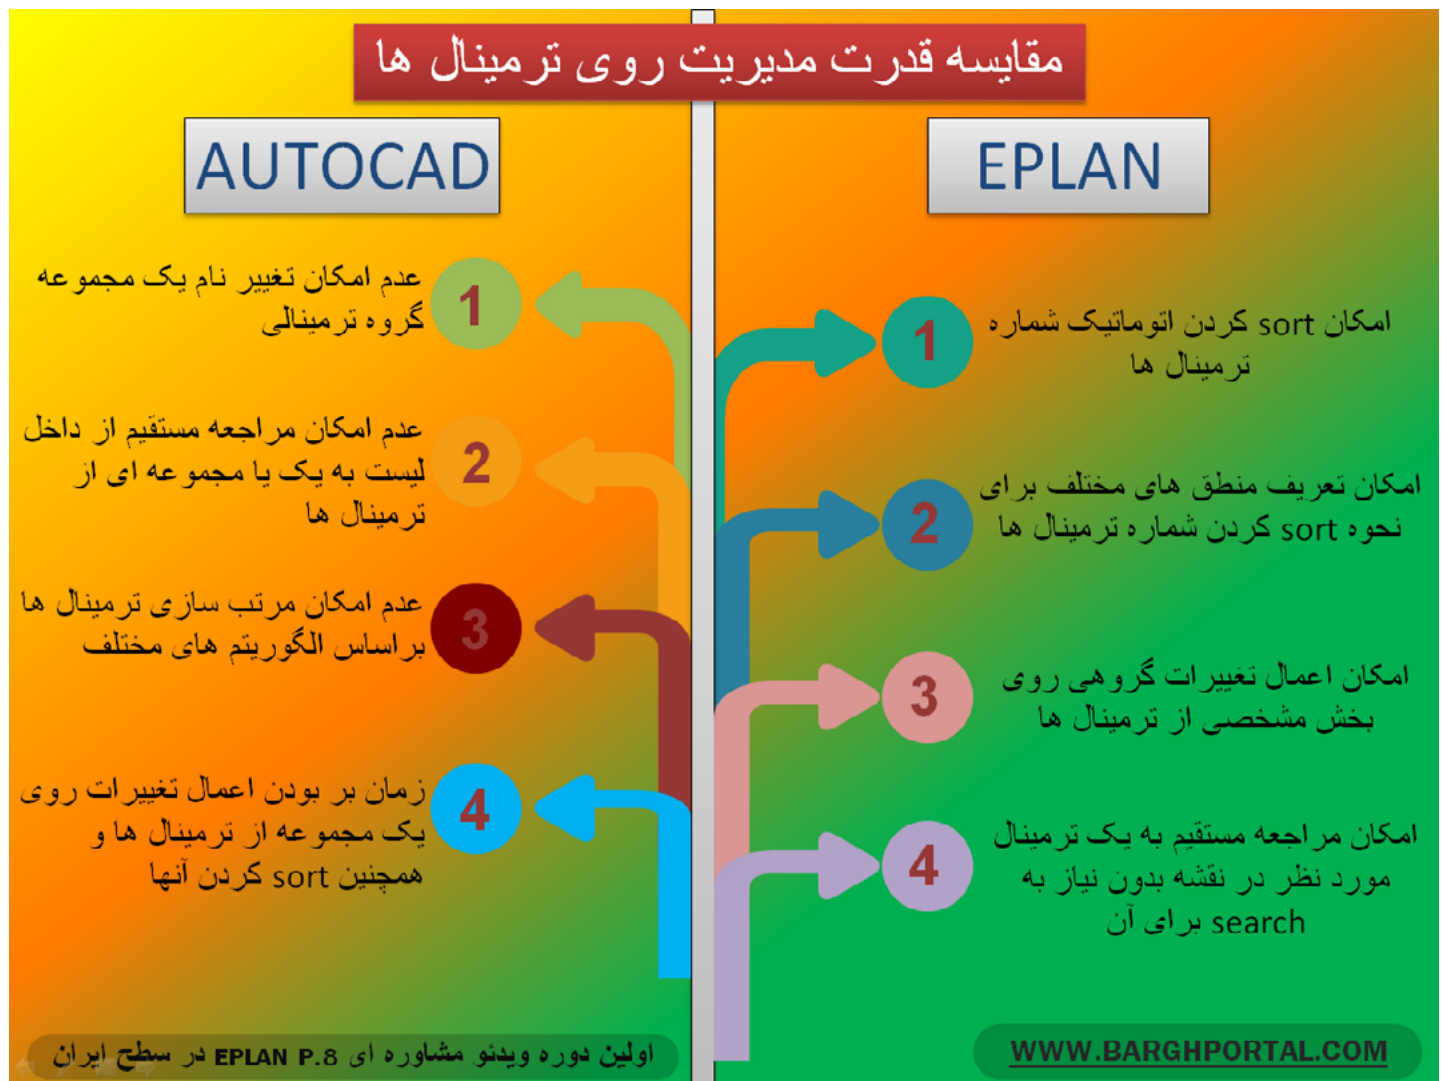 مقایسه قدرت مدیریت روی ترمینال ها
AUTOCAD
1
عدم امکان تغییر نام یک مجموعه
گروه ترمینالی
2
عدم امکان مراجعه مستقیم از داخل
لیست به یک یا مجموعه ای از
ترمینال ها
3
عدم امکان مرتب سازی ترمینال ها
براساس الگوریتم های مختلف
4
زمان بر بودن اعمال تغییرات روی
یک مجموعه از ترمینال ها و
همچنین sort کردن آنها
EPLAN
1
امکان sort کردن اتوماتیک شماره
ترمینال ها
2
امکان تعریف منطق های مختلف برای
نحوه sort کردن شماره ترمینال ها
3
امکان اعمال تغییرات گروهی روی
بخش مشخصی از ترمینال ها
4
امکان مراجعه مستقیم به یک ترمینال
مورد نظر در نقشه بدون نیاز به
search برای آن
اولین دوره ویدئو مشاوره ای EPLAN P.8 در سطح ایران
WWW.BARGHPORTAL.COM